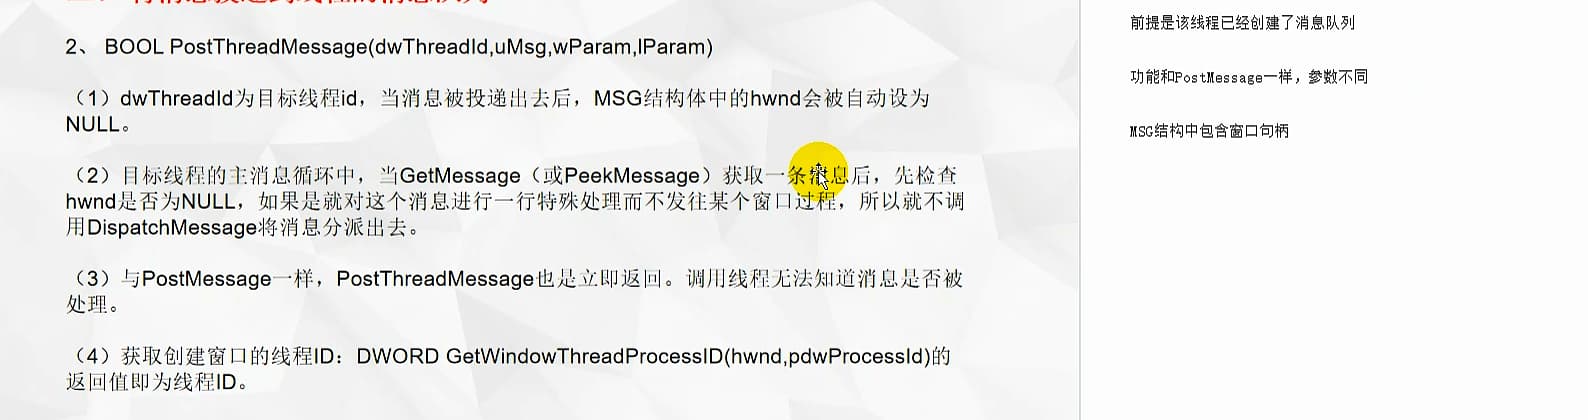 2、 BOOL PostThreadMessage(dwThreadId,uMsg,wParam,lParam)
（1）dwThreadId为目标线程id，当消息被投递出去后，MSG结构体中的hwnd会被自动设为
NULL。
（2）目标线程的主消息循环中，当GetMessage（或PeekMessage）获取一条消息后，先检查
hwnd是否为NULL，如果是就对这个消息进行一行特殊处理而不发往某个窗口过程，所以就不调
用DispatchMessage将消息分派出去。
（3）与PostMessage一样，PostThreadMessage也是立即返回。调用线程无法知道消息是否被
处理。
（4）获取创建窗口的线程ID：DWORD GetWindowThreadProcessID(hwnd,pdwProcessId)的
返回值即为线程ID。
前提是该线程已经创建了消息队列
功能和PostMessage一样，参数不同
MSG结构中包含窗口句柄